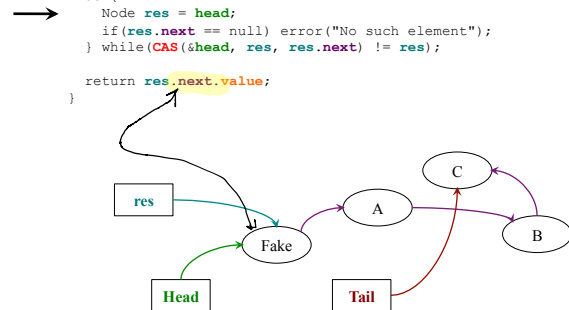 Node res = head;
if(res.next == null) error("No such element");
} while(CAS(&head, res, res.next) != res);
return res.next.value;
}
C
res
A
B
Fake
Head
Tail